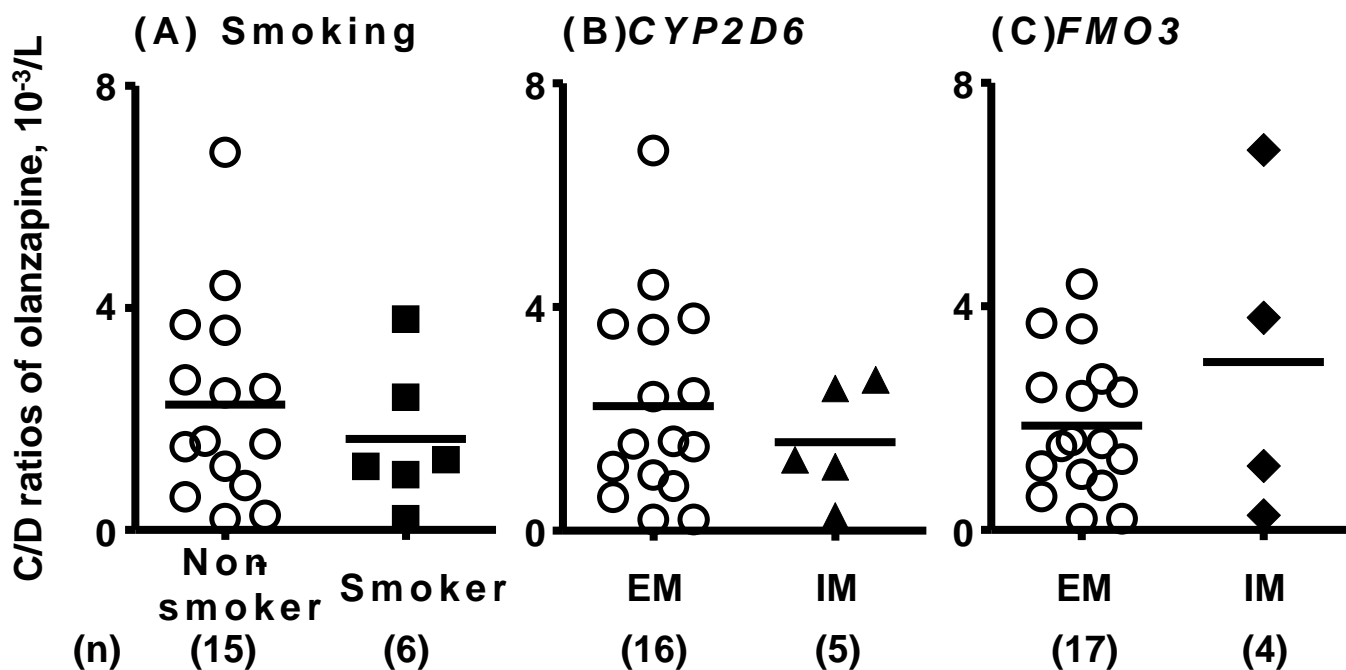 (A) Smoking
(B)CYP2D6
(C)FMO3
C/D ratios of olanzapine, 10⁻³/L
8
4
0
8
4
0
8
4
0
Non-
smoker
Smoker
EM
IM
EM
IM
(n)
(15)
(6)
(16)
(5)
(17)
(4)